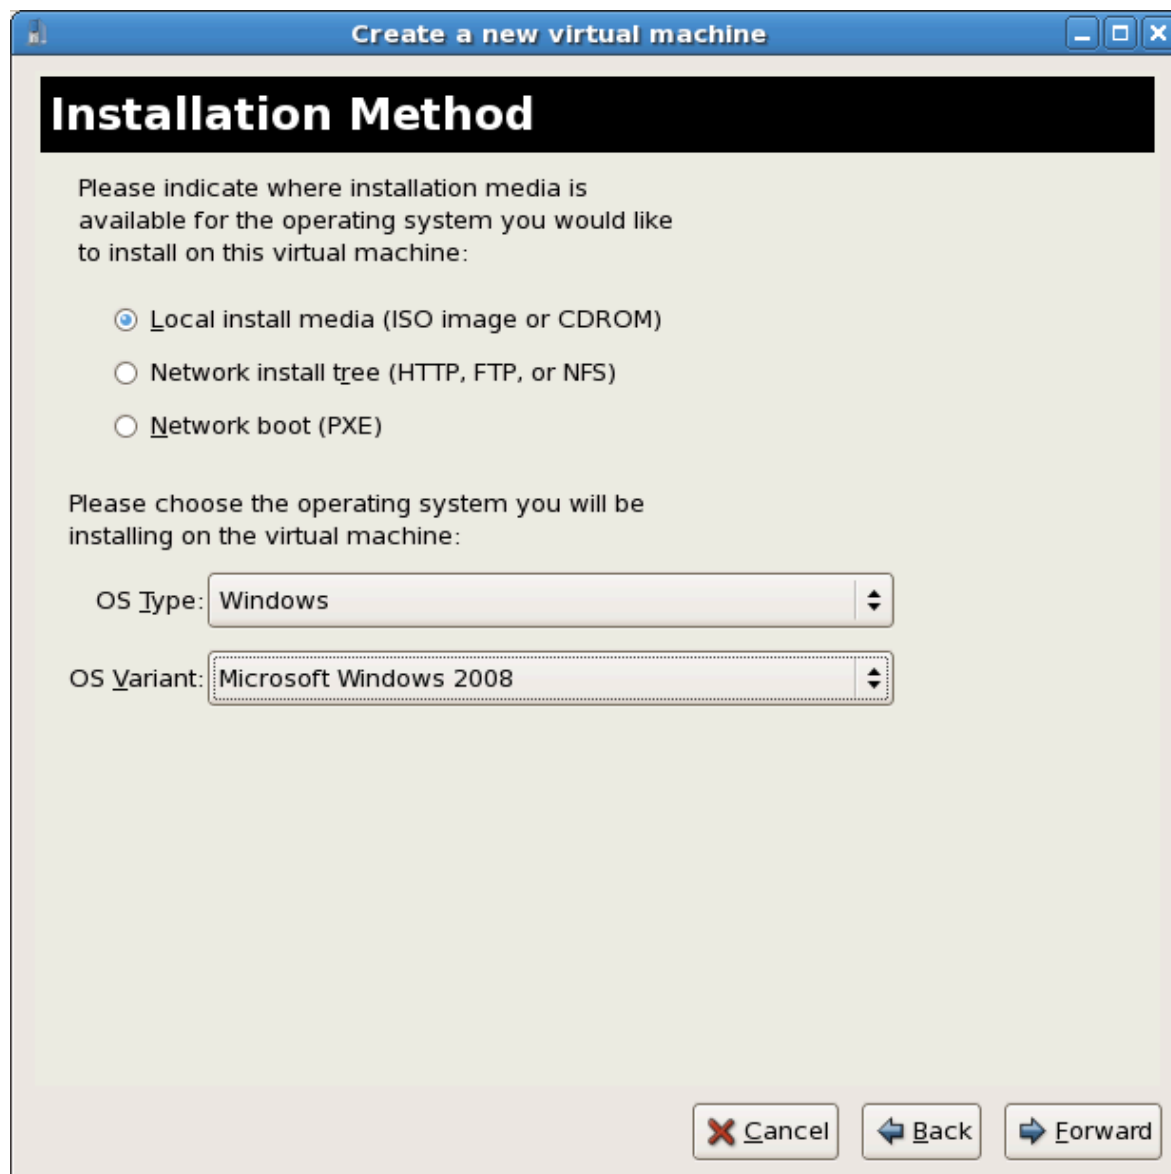 Create a new virtual machine
Installation Method
Please indicate where installation media is
available for the operating system you would like
to install on this virtual machine:
Local install media (ISO image or CDROM)
Network install tree (HTTP, FTP, or NFS)
Network boot (PXE)
Please choose the operating system you will be
installing on the virtual machine:
OS Type: Windows
OS Variant: Microsoft Windows 2008
Cancel Back Forward